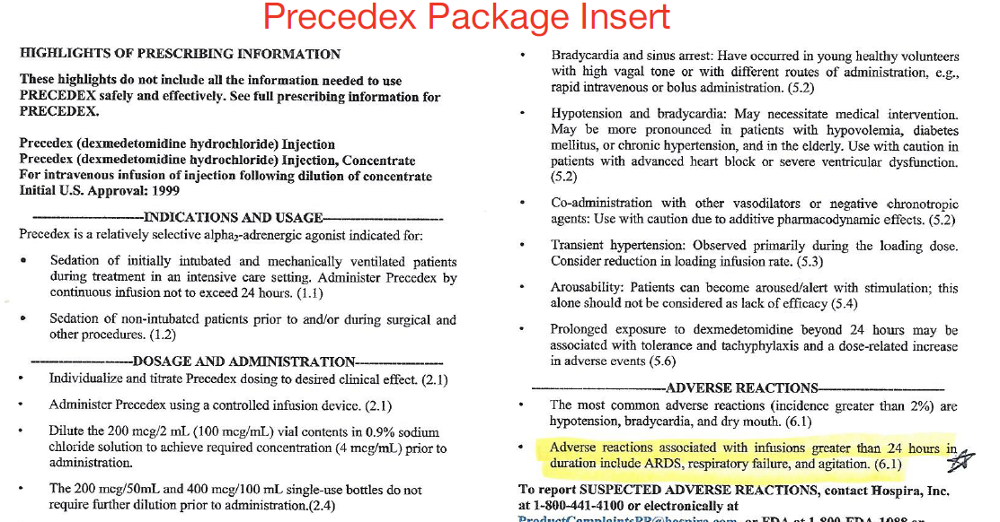 Precedex Package Insert
HIGHLIGHTS OF PRESCRIBING INFORMATION
These highlights do not include all the information needed to use
PRECEDEX safely and effectively. See full prescribing information for
PRECEDEX.
Precedex (dexmedetomidine hydrochloride) Injection
Precedex (dexmedetomidine hydrochloride) Injection, Concentrate
For intravenous infusion of injection following dilution of concentrate
Initial U.S. Approval: 1999
---INDICATIONS AND USAGE---
Precedex is a relatively selective alpha₂-adrenergic agonist indicated for:
• Sedation of initially intubated and mechanically ventilated patients
during treatment in an intensive care setting. Administer Precedex by
continuous infusion not to exceed 24 hours. (1.1)
• Sedation of non-intubated patients prior to and/or during surgical and
other procedures. (1.2)
---DOSAGE AND ADMINISTRATION---
• Individualize and titrate Precedex dosing to desired clinical effect. (2.1)
• Administer Precedex using a controlled infusion device. (2.1)
• Dilute the 200 mcg/2 mL (100 mcg/mL) vial contents in 0.9% sodium
chloride solution to achieve required concentration (4 mcg/mL) prior to
administration.
• The 200 mcg/50mL and 400 mcg/100 mL single-use bottles do not
require further dilution prior to administration.(2.4)
• Bradycardia and sinus arrest: Have occurred in young healthy volunteers
with high vagal tone or with different routes of administration, e.g.,
rapid intravenous or bolus administration. (5.2)
• Hypotension and bradycardia: May necessitate medical intervention.
May be more pronounced in patients with hypovolemia, diabetes
mellitus, or chronic hypertension, and in the elderly. Use with caution in
patients with advanced heart block or severe ventricular dysfunction.
(5.2)
• Co-administration with other vasodilators or negative chronotropic
agents: Use with caution due to additive pharmacodynamic effects. (5.2)
• Transient hypertension: Observed primarily during the loading dose.
Consider reduction in loading infusion rate. (5.3)
• Arousability: Patients can become aroused/alert with stimulation; this
alone should not be considered as lack of efficacy (5.4)
• Prolonged exposure to dexmedetomidine beyond 24 hours may be
associated with tolerance and tachyphylaxis and a dose-related increase
in adverse events (5.6)
---ADVERSE REACTIONS---
• The most common adverse reactions (incidence greater than 2%) are
hypotension, bradycardia, and dry mouth. (6.1)
• Adverse reactions associated with infusions greater than 24 hours in
duration include ARDS, respiratory failure, and agitation. (6.1)
To report SUSPECTED ADVERSE REACTIONS, contact Hospira, Inc.
at 1-800-441-4100 or electronically at
ProductComplaintsPP@hospira.com, or FDA at 1-800-FDA-1088 or